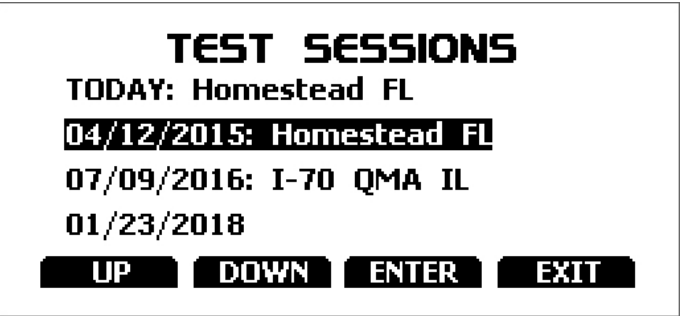 TEST SESSIONS
TODAY: Homestead FL
04/12/2015: Homestead FL
07/09/2016: I-70 QMA IL
01/23/2018
UP DOWN ENTER EXIT